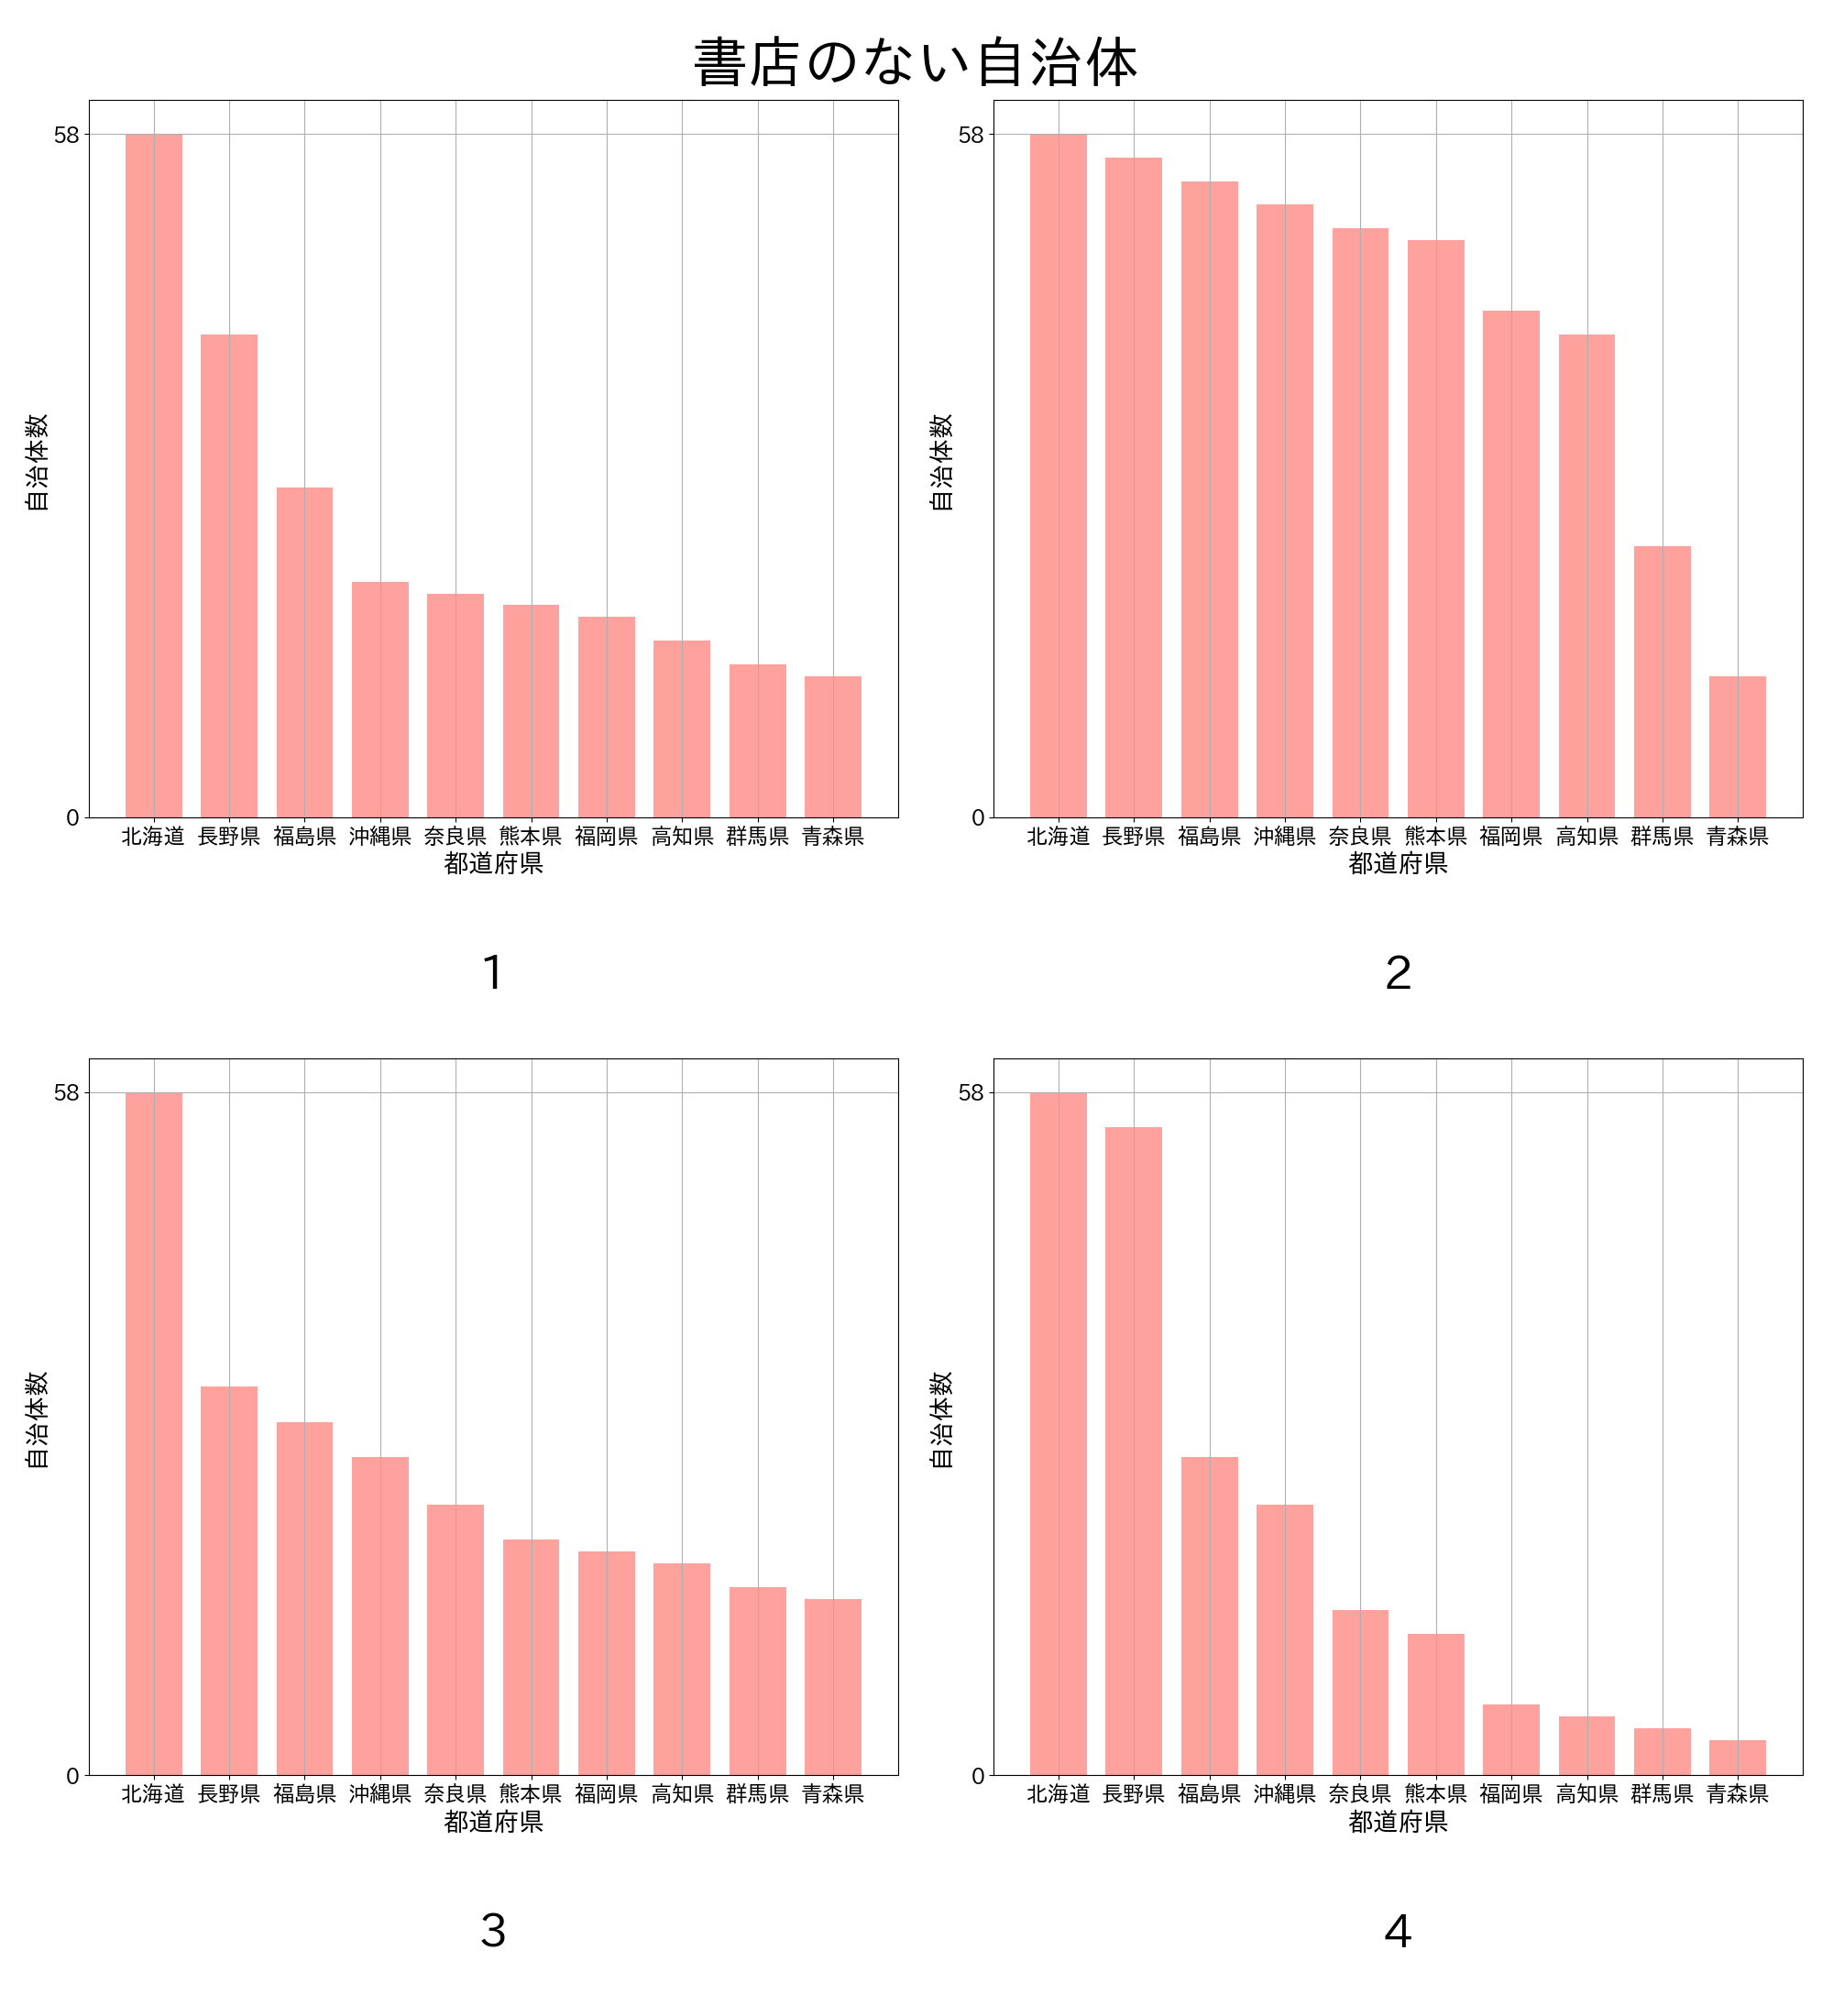 書店のない自治体
58
0
自治体数
北海道 長野県 福島県 沖縄県 奈良県 熊本県 福岡県 高知県 群馬県 青森県
都道府県
1
58
0
自治体数
北海道 長野県 福島県 沖縄県 奈良県 熊本県 福岡県 高知県 群馬県 青森県
都道府県
2
58
0
自治体数
北海道 長野県 福島県 沖縄県 奈良県 熊本県 福岡県 高知県 群馬県 青森県
都道府県
3
58
0
自治体数
北海道 長野県 福島県 沖縄県 奈良県 熊本県 福岡県 高知県 群馬県 青森県
都道府県
4